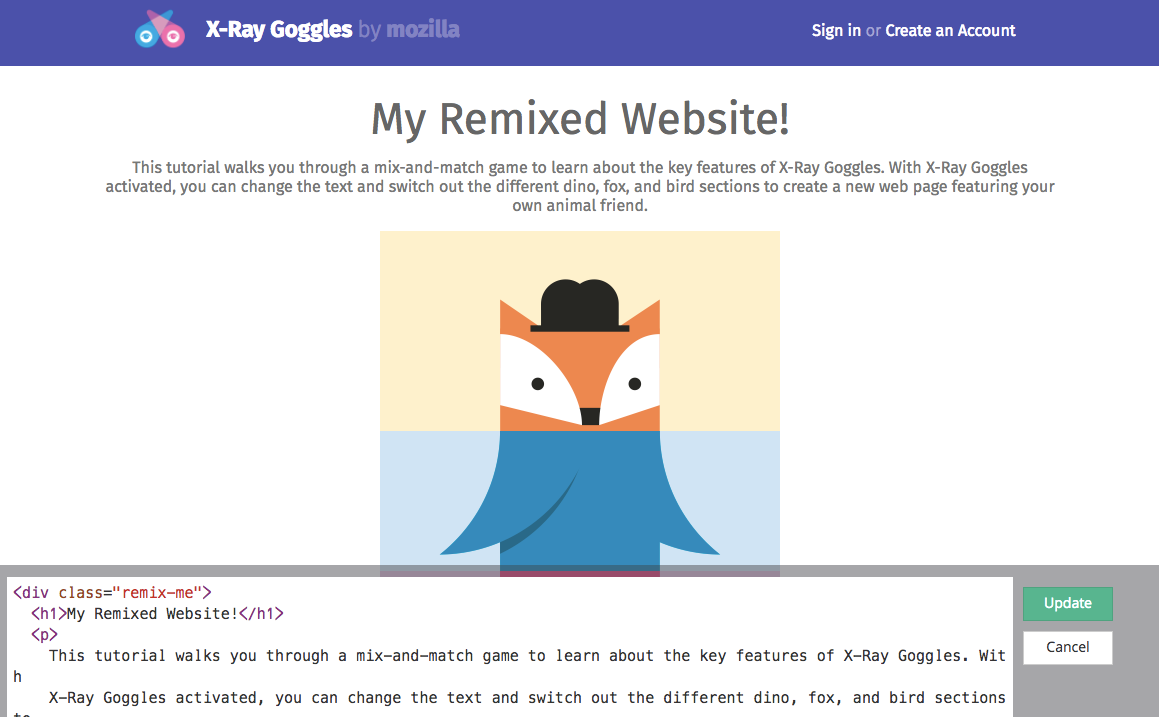 X-Ray Goggles by mozilla
Sign in or Create an Account
My Remixed Website!
This tutorial walks you through a mix-and-match game to learn about the key features of X-Ray Goggles. With X-Ray Goggles
activated, you can change the text and switch out the different dino, fox, and bird sections to create a new web page featuring your
own animal friend.
<div class="remix-me">
<h1>My Remixed Website!</h1>
<p>
This tutorial walks you through a mix-and-match game to learn about the key features of X-Ray Goggles. Wit
h
X-Ray Goggles activated, you can change the text and switch out the different dino, fox, and bird sections
to
Update
Cancel